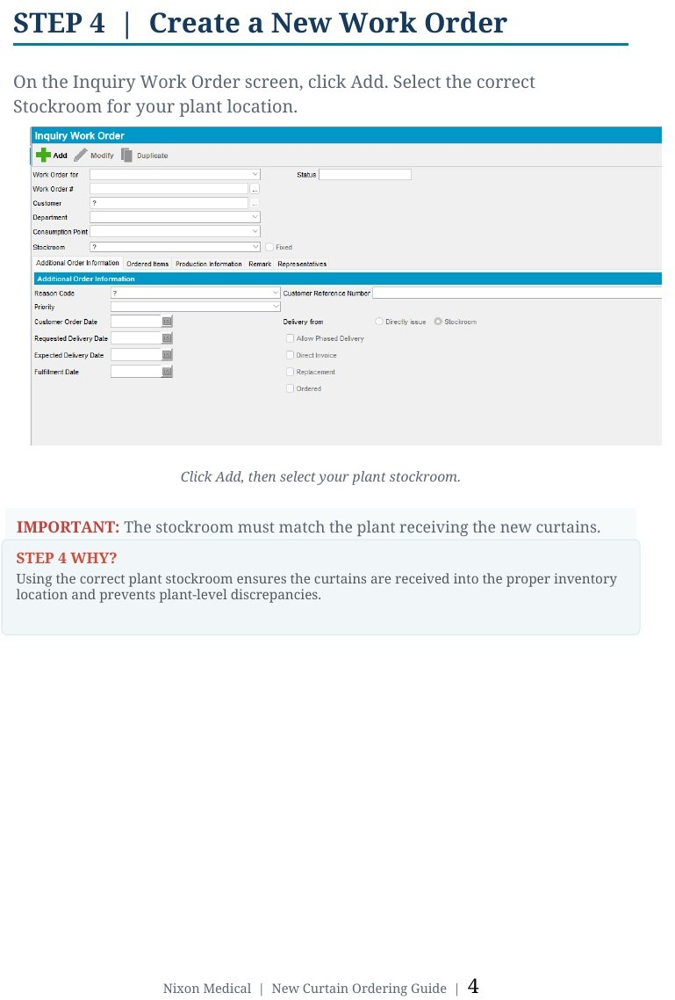 STEP 4 | Create a New Work Order
On the Inquiry Work Order screen, click Add. Select the correct
Stockroom for your plant location.
Inquiry Work Order
Add Modify Duplicate
Work Order for Status
Work Order # ...
Customer ? ...
Department
Consumption Point
Stockroom ? Fixed
Additional Order Information Ordered Items Production Information Remark Representatives
Additional Order Information
Reason Code ? Customer Reference Number
Priority
Customer Order Date Delivery from Directly issue Stockroom
Requested Delivery Date Allow Phased Delivery
Expected Delivery Date Direct Invoice
Fulfillment Date Replacement
Ordered
Click Add, then select your plant stockroom.
IMPORTANT: The stockroom must match the plant receiving the new curtains.
STEP 4 WHY?
Using the correct plant stockroom ensures the curtains are received into the proper inventory
location and prevents plant-level discrepancies.
Nixon Medical | New Curtain Ordering Guide | 4